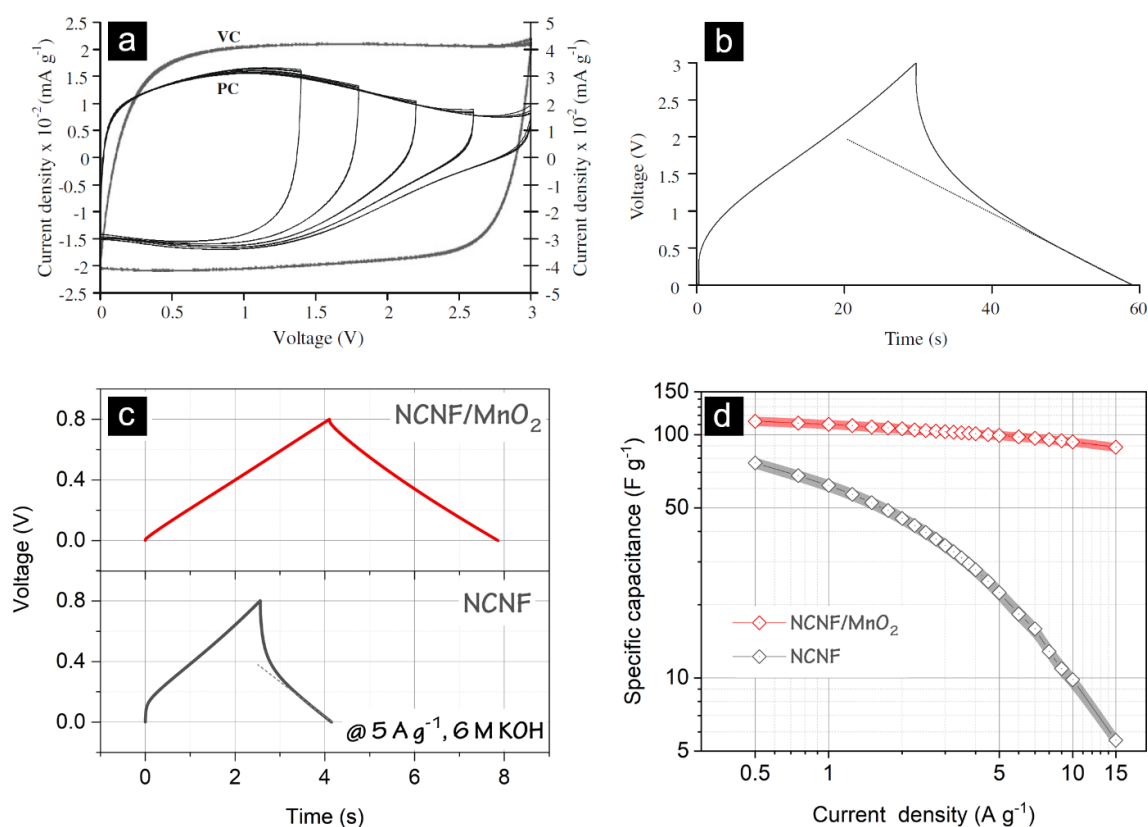 a
VC
PC
Current density x 10⁻² (mA g⁻¹)
2.5
2
1.5
1
0.5
0
-0.5
-1
-1.5
-2
-2.5
5
4
3
2
1
0
-1
-2
-3
-4
-5
Current density x 10⁻² (mA g⁻¹)
0 0.5 1 1.5 2 2.5 3
Voltage (V)
b
Voltage (V)
3
2
2
1
0.5
0
0 20 40 60
Time (s)
c
NCNF/MnO₂
0.8
0.4
0.0
NCNF
0.8
0.4
0.0
@ 5 A g⁻¹, 6 M KOH
Voltage (V)
0 2 4 6 8
Time (s)
d
Specific capacitance (F g⁻¹)
150
100
50
10
5
NCNF/MnO₂
NCNF
0.5 1 5 10 15
Current density (A g⁻¹)